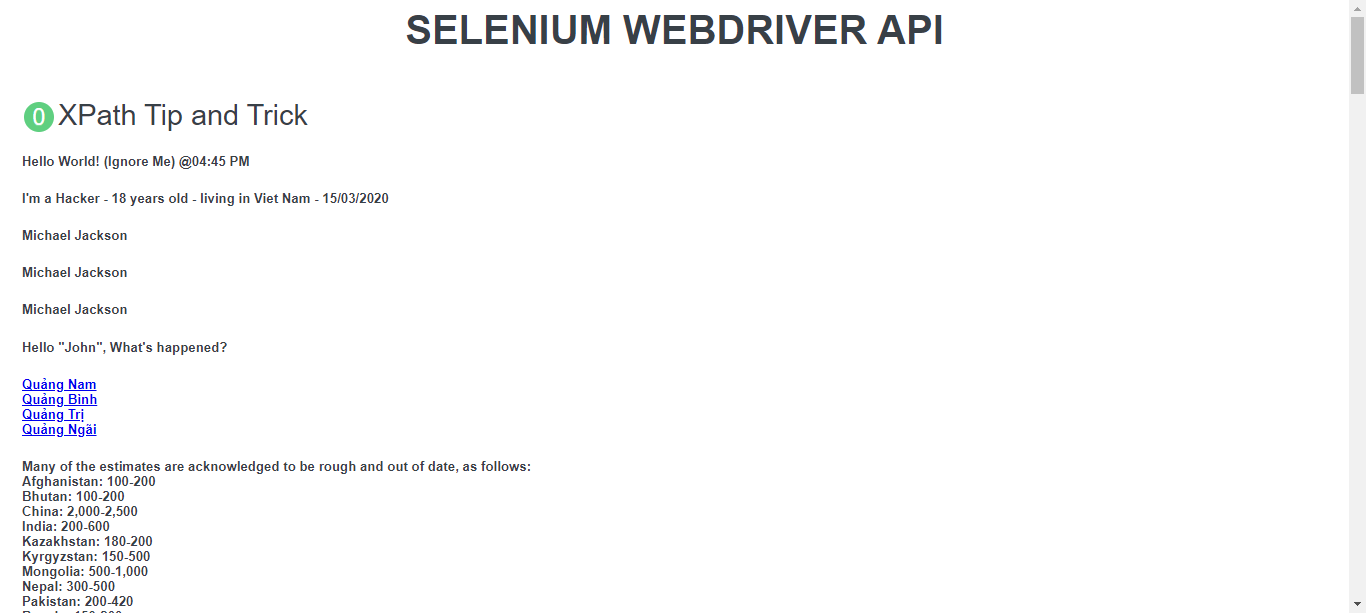 SELENIUM WEBDRIVER API
0 XPath Tip and Trick
Hello World! (Ignore Me) @04:45 PM
I'm a Hacker - 18 years old - living in Viet Nam - 15/03/2020
Michael Jackson
Michael Jackson
Michael Jackson
Hello "John", What's happened?
Quảng Nam
Quảng Bình
Quảng Trị
Quảng Ngãi
Many of the estimates are acknowledged to be rough and out of date, as follows:
Afghanistan: 100-200
Bhutan: 100-200
China: 2,000-2,500
India: 200-600
Kazakhstan: 180-200
Kyrgyzstan: 150-500
Mongolia: 500-1,000
Nepal: 300-500
Pakistan: 200-420